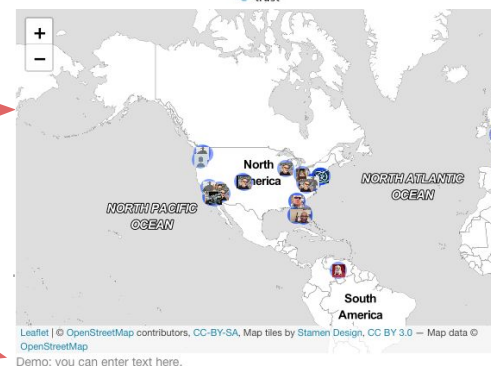 +
−
North
America
NORTH PACIFIC
OCEAN
NORTH ATLANTIC
OCEAN
South
America
Leaflet | © OpenStreetMap contributors, CC-BY-SA, Map tiles by Stamen Design, CC BY 3.0 — Map data ©
OpenStreetMap
Demo: you can enter text here.